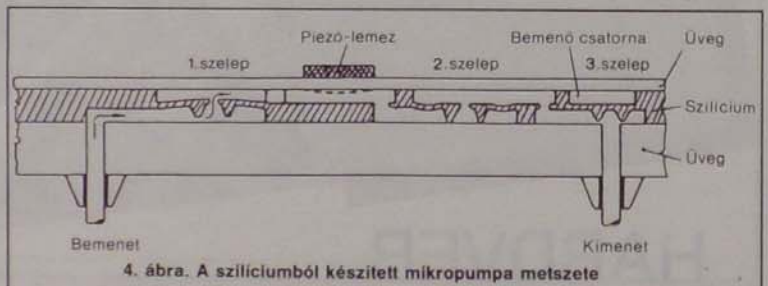 Piezó-lemez
Bemenő csatorna
Üveg
1.szelep
2.szelep
3.szelep
Szilícium
Üveg
Bemenet
Kimenet
4. ábra. A szilíciumból készített mikropumpa metszete